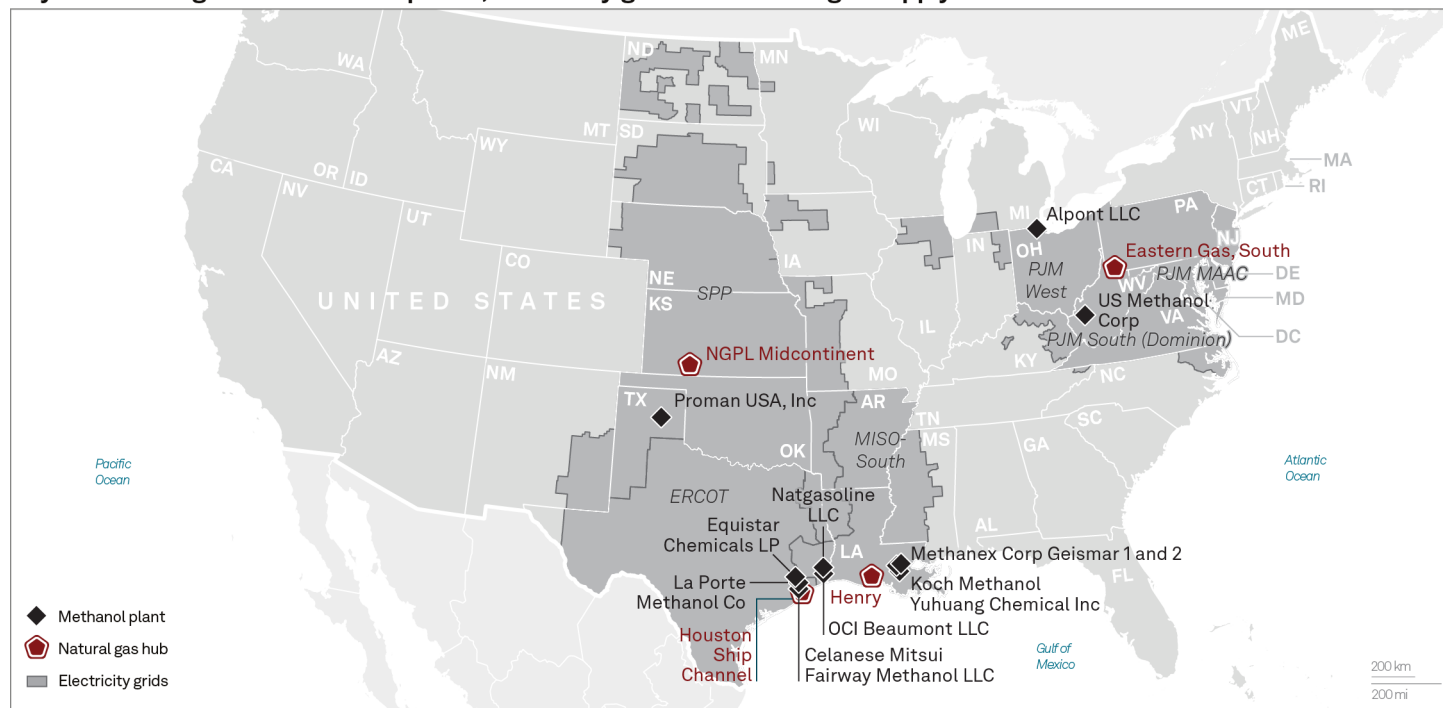 ME
WA
ND
MN
VT
NH
NY
WI
MT
SD
WY
MA
CA
OR
ID
NV
CT
RI
UT
PA
MI
Alpont LLC
NJ
IN
OH
Eastern Gas, South
CO
IA
PJM
West
PJM MAAC
DE
NE
WV
UNITED STATES
SPP
US Methanol
Corp
MD
KS
VA
IL
DC
PJM South (Dominion)
AZ
NGPL Midcontinent
KY
NM
MO
NC
TX
Proman USA, Inc
AR
TN
SC
MISO-
South
MS
GA
OK
Pacific
Ocean
Atlantic
Ocean
ERCOT
Natgasoline
LLC
AL
Equistar
Chemicals LP
LA
Methanex Corp Geismar 1 and 2
FL
La Porte
Methanol Co
Koch Methanol
Yuhuang Chemical Inc
Henry
OCI Beaumont LLC
Houston
Ship
Channel
Celanese Mitsui
Fairway Methanol LLC
Gulf of
Mexico
Methanol plant
Natural gas hub
Electricity grids
200 km
200 mi